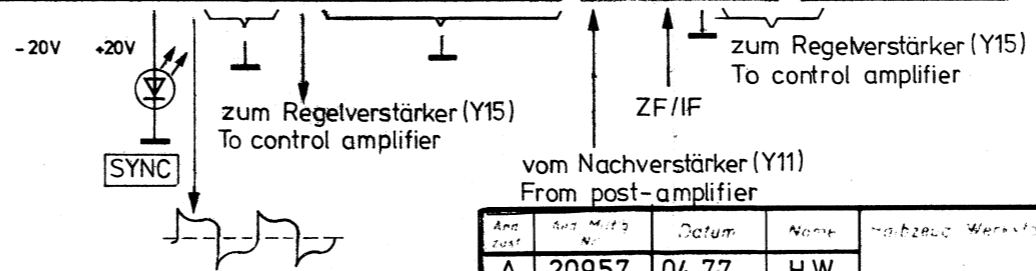 -20V +20V
zum Regelverstärker (Y15)
To control amplifier
ZF/IF
zum Regelverstärker (Y15)
To control amplifier
SYNC
vom Nachverstärker (Y11)
From post-amplifier
Datum Name
A 20957 04.77 H.W.